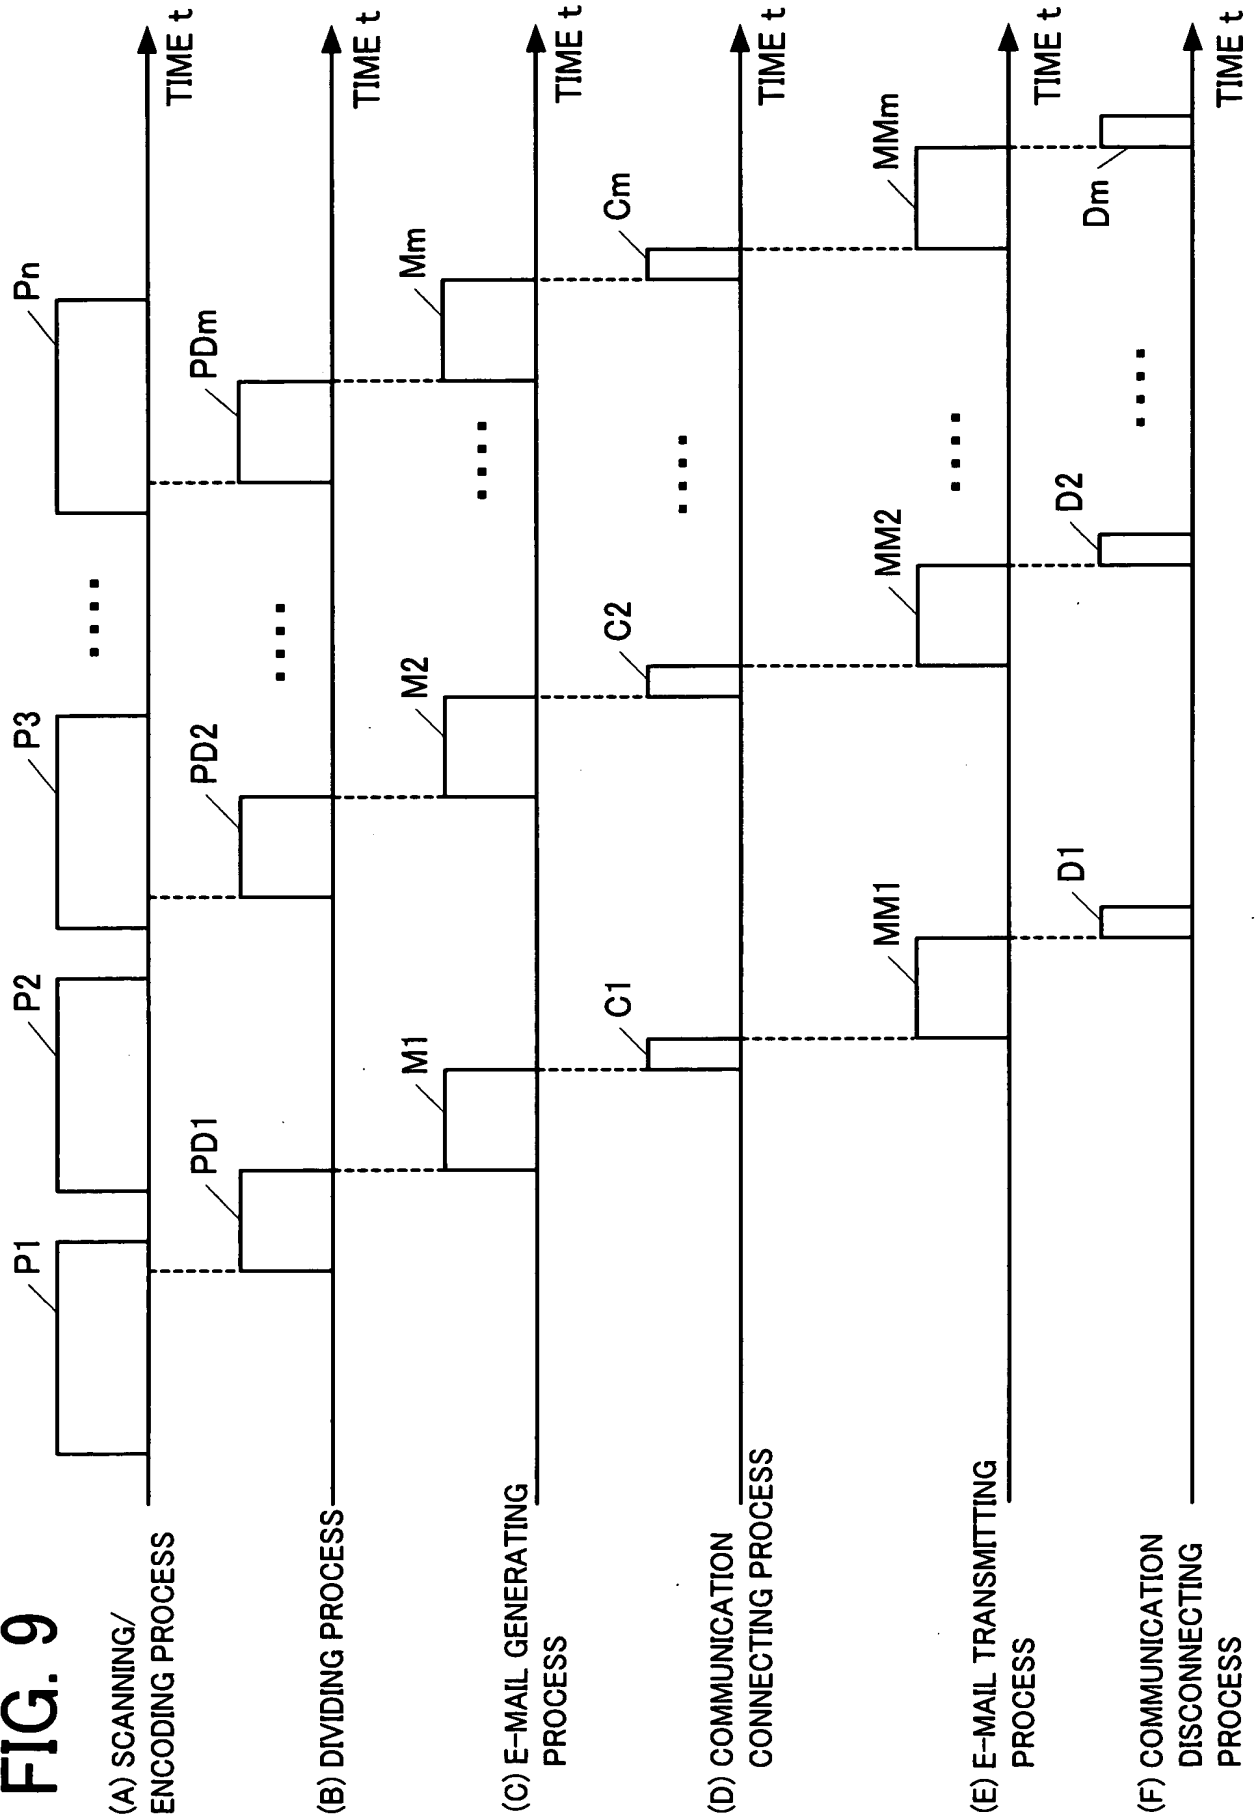 FIG. 9
(A) SCANNING/
ENCODING PROCESS
P1
P2
P3
Pn
TIME t
(B) DIVIDING PROCESS
PD1
PD2
PDm
TIME t
(C) E-MAIL GENERATING
PROCESS
M1
M2
Mm
TIME t
(D) COMMUNICATION
CONNECTING PROCESS
C1
C2
Cm
TIME t
(E) E-MAIL TRANSMITTING
PROCESS
MM1
MM2
MMm
TIME t
(F) COMMUNICATION
DISCONNECTING
PROCESS
D1
D2
Dm
TIME t